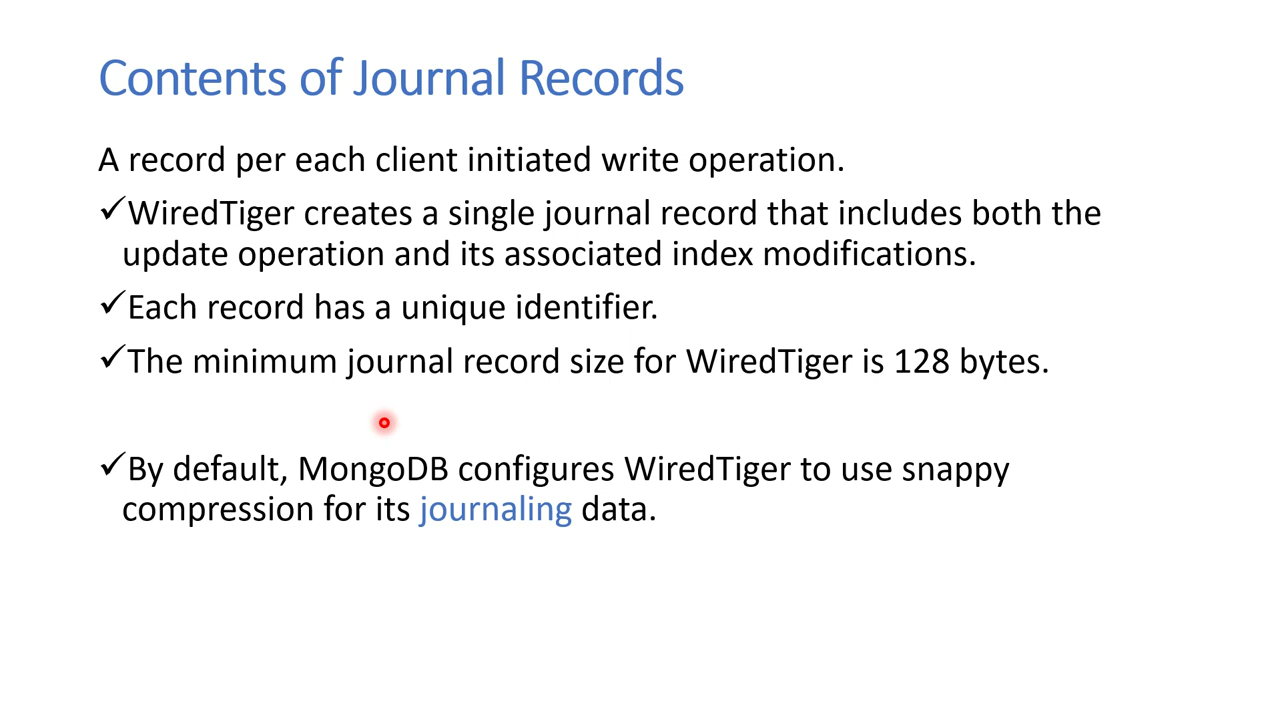 Contents of Journal Records
A record per each client initiated write operation.
✓WiredTiger creates a single journal record that includes both the
update operation and its associated index modifications.
✓Each record has a unique identifier.
✓The minimum journal record size for WiredTiger is 128 bytes.
✓By default, MongoDB configures WiredTiger to use snappy
compression for its journaling data.